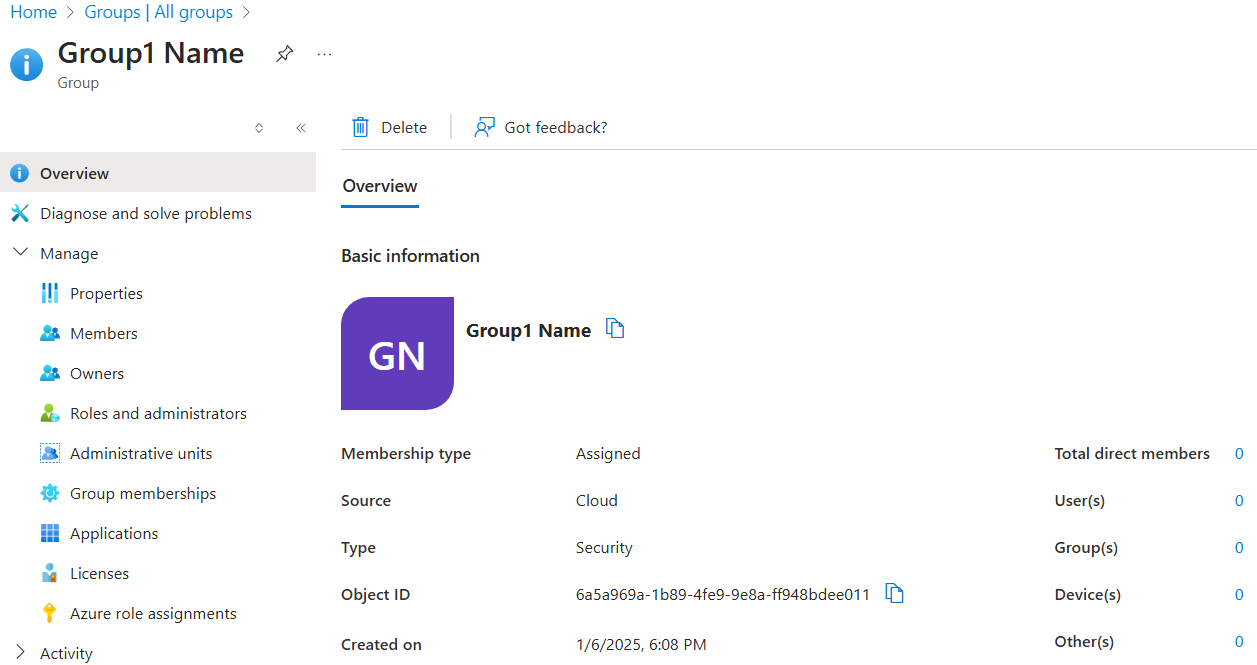 Home > Groups | All groups >
Group1 Name
Group
Delete
Got feedback?
Overview
Diagnose and solve problems
Manage
Properties
Members
Owners
Roles and administrators
Administrative units
Group memberships
Applications
Licenses
Azure role assignments
Activity
Overview
Basic information
GN
Group1 Name
Membership type Assigned Total direct members 0
Source Cloud User(s) 0
Type Security Group(s) 0
Object ID 6a5a969a-1b89-4fe9-9e8a-ff948bdee011 Device(s) 0
Created on 1/6/2025, 6:08 PM Other(s) 0